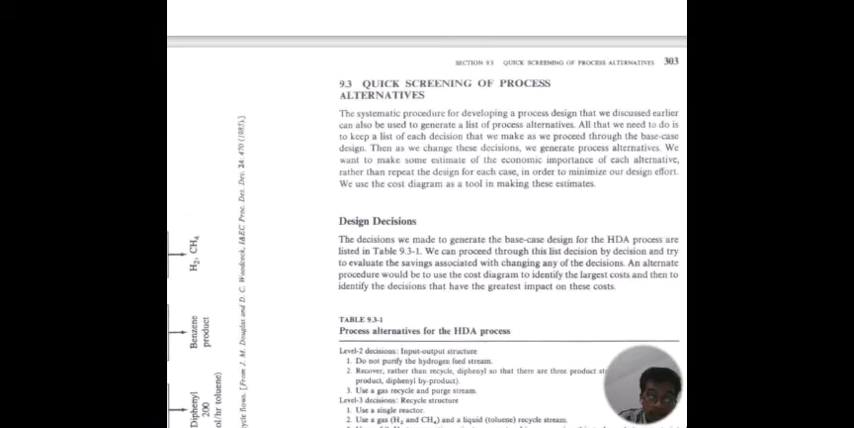 SECTION 9.3 QUICK SCREENING OF PROCESS ALTERNATIVES 303
9.3 QUICK SCREENING OF PROCESS
ALTERNATIVES
The systematic procedure for developing a process design that we discussed earlier
can also be used to generate a list of process alternatives. All that we need to do is
to keep a list of each decision that we make as we proceed through the base-case
design. Then as we change these decisions, we generate process alternatives. We
want to make some estimate of the economic importance of each alternative,
rather than repeat the design for each case, in order to minimize our design effort.
We use the cost diagram as a tool in making these estimates.
Design Decisions
The decisions we made to generate the base-case design for the HDA process are
listed in Table 9.3-1. We can proceed through this list decision by decision and try
to evaluate the savings associated with changing any of the decisions. An alternate
procedure would be to use the cost diagram to identify the largest costs and then to
identify the decisions that have the greatest impact on these costs.
TABLE 9.3-1
Process alternatives for the HDA process
Level-2 decisions: Input-output structure
1. Do not purify the hydrogen feed stream.
2. Recover, rather than recycle, diphenyl so that there are three product
product, diphenyl by-product).
3. Use a gas recycle and purge stream.
Level-3 decisions: Recycle structure
1. Use a single reactor.
2. Use a gas (H₂ and CH₄) and a liquid (toluene) recycle stream.
H₂, CH₄
Benzene
product
Diphenyl
200
ol/hr toluene)
ycle flows. [From J. M. Douglas and D. C. Woodcock, I&EC Proc. Des. Dev. 24: 470 (1985).]